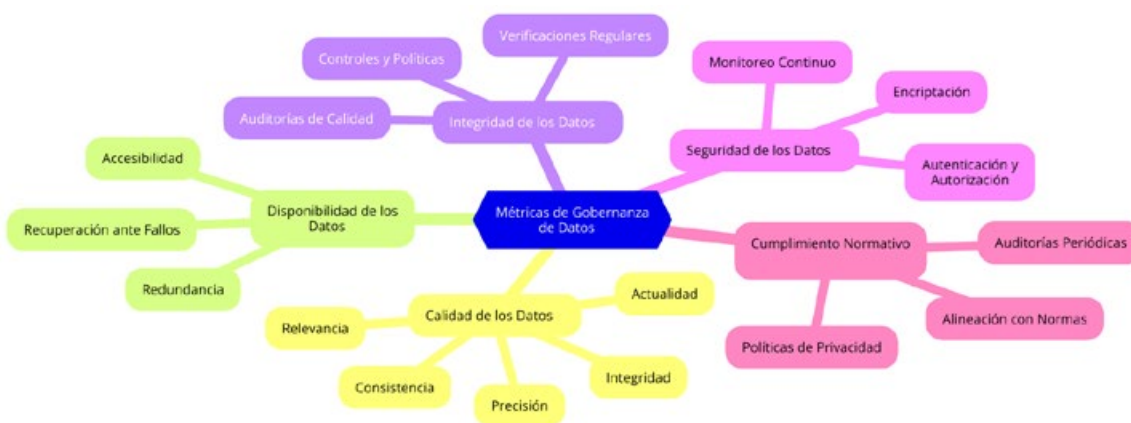 Verificaciones Regulares
Controles y Políticas
Auditorías de Calidad
Integridad de los Datos
Monitoreo Continuo
Encriptación
Seguridad de los Datos
Autenticación y
Autorización
Accesibilidad
Disponibilidad de los
Datos
Recuperación ante Fallos
Redundancia
Métricas de Gobernanza
de Datos
Cumplimiento Normativo
Auditorías Periódicas
Alineación con Normas
Políticas de Privacidad
Calidad de los Datos
Actualidad
Relevancia
Consistencia
Precisión
Integridad